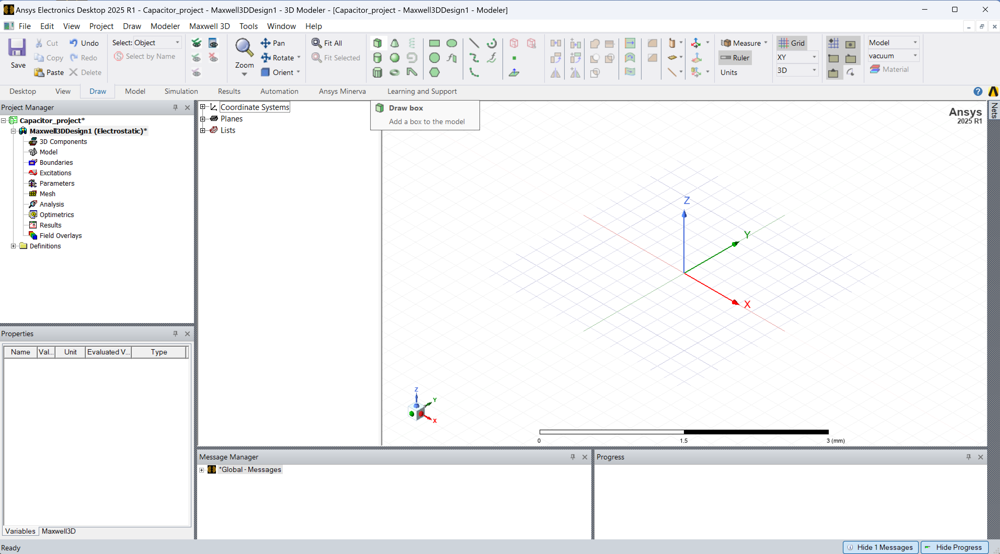 Ansys Electronics Desktop 2025 R1 - Capacitor_project - Maxwell3DDesign1 - 3D Modeler - [Capacitor_project - Maxwell3DDesign1 - Modeler]
File Edit View Project Draw Modeler Maxwell 3D Tools Window Help
Save
Cut
Copy
Paste
Undo
Redo
Delete
Select: Object
Select by Name
Zoom
Pan
Rotate
Orient
Fit All
Fit Selected
Measure
Ruler
Units
Grid
XY
3D
Model
vacuum
Material
Desktop View Draw Model Simulation Results Automation Ansys Minerva Learning and Support
Project Manager
Capacitor_project*
Maxwell3DDesign1 (Electrostatic)*
3D Components
Model
Boundaries
Excitations
Parameters
Mesh
Analysis
Optimetrics
Results
Field Overlays
Definitions
Coordinate Systems
Planes
Lists
Draw box
Add a box to the model
Ansys
2025 R1
Nets
Z
Y
X
Z
Y
X
0 1.5 3 (mm)
Properties
Name Val... Unit Evaluated V... Type
Variables Maxwell3D
Message Manager
*Global - Messages
Progress
Ready
Hide 1 Messages Hide Progress